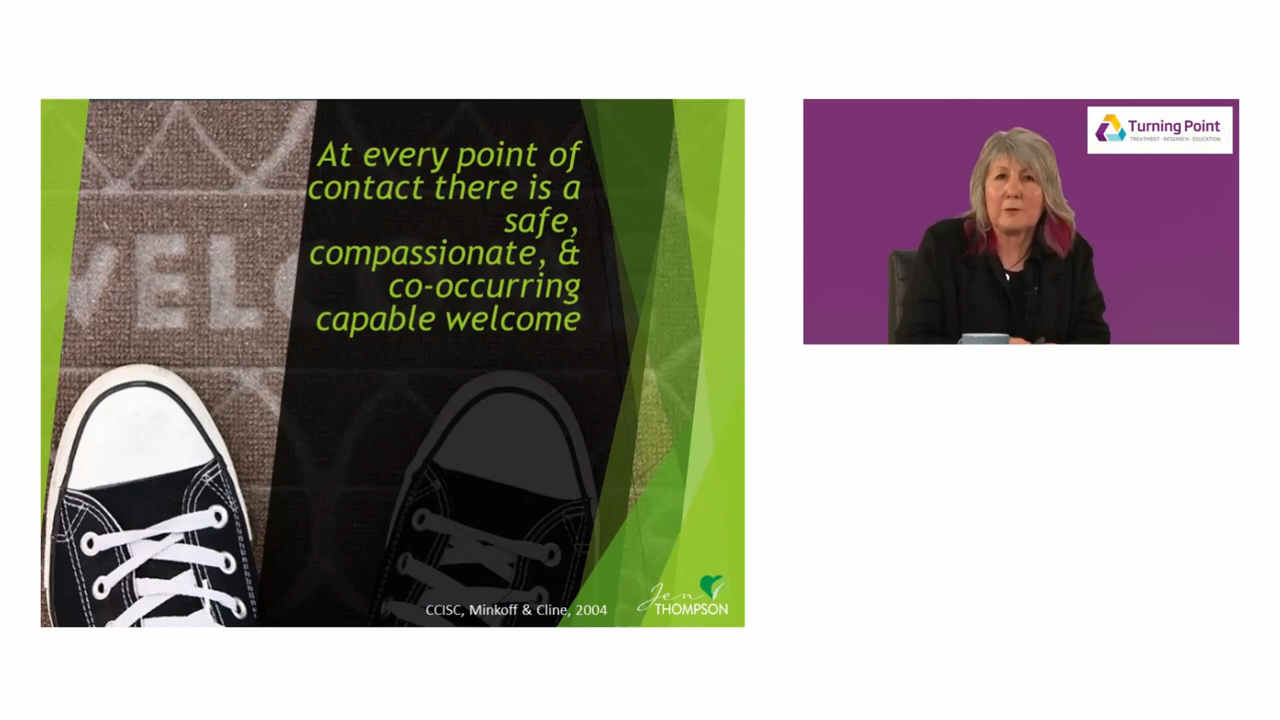 At every point of
contact there is a
safe,
compassionate, &
co-occurring
capable welcome
WEL
CCISC, Minkoff & Cline, 2004
Jen
THOMPSON
Turning Point
TREATMENT · RESEARCH · EDUCATION